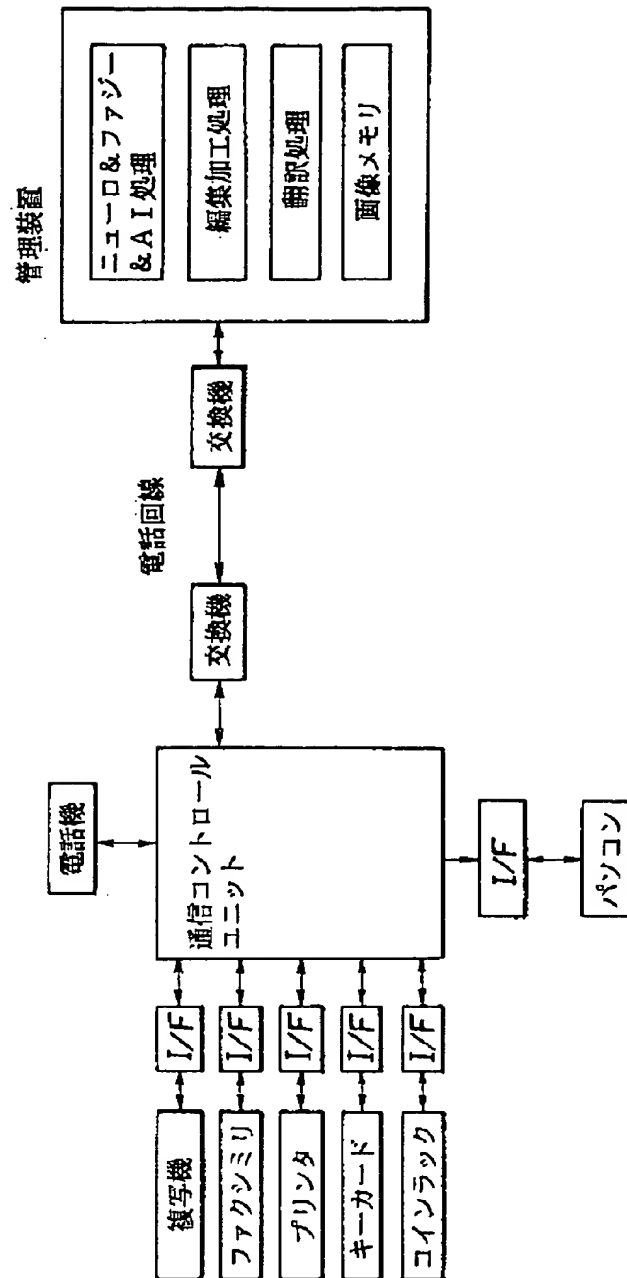 管理装置
ニューロ&ファジー
&AI処理
編集加工処理
翻訳処理
画像メモリ
交換機
電話回線
交換機
電話機
通信コントロール
ユニット
I/F
I/F
I/F
I/F
I/F
I/F
複写機
ファクシミリ
プリンタ
キーカード
コインラック
パソコン